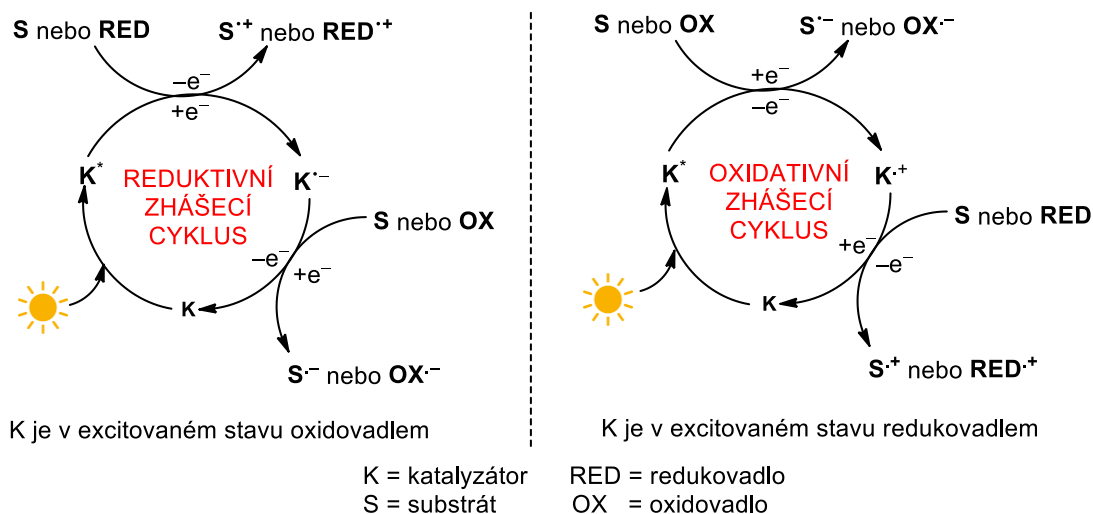 S nebo RED
S·+ nebo RED·+
–e–
+e–
K*
REDUKTIVNÍ
ZHÁŠECÍ
CYKLUS
K·–
S nebo OX
–e–
+e–
K
S·– nebo OX·–
K je v excitovaném stavu oxidovadlem
S nebo OX
S·– nebo OX·–
+e–
–e–
K*
OXIDATIVNÍ
ZHÁŠECÍ
CYKLUS
K·+
S nebo RED
+e–
–e–
K
S·+ nebo RED·+
K je v excitovaném stavu redukovadlem
K = katalyzátor RED = redukovadlo
S = substrát OX = oxidovadlo